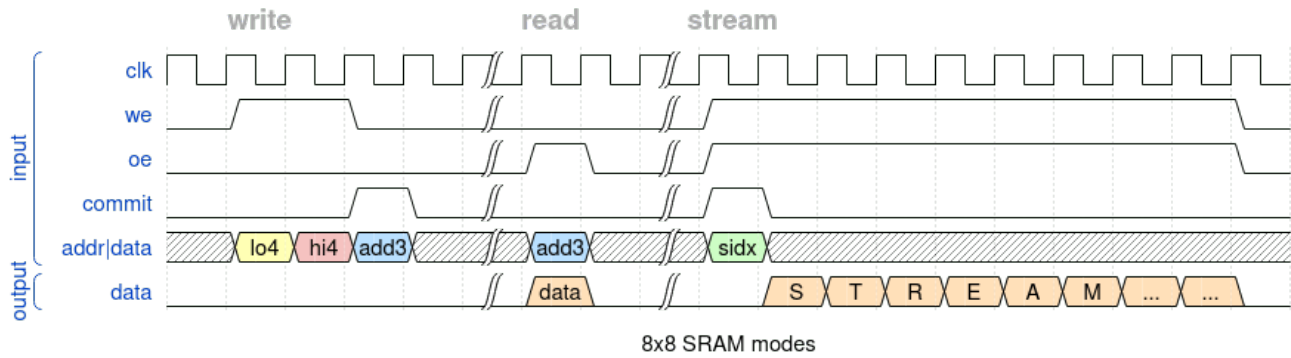 write read stream
clk
we
oe
commit
addr|data lo4 hi4 add3 add3 sidx
data data S T R E A M ... ...
input
output
8x8 SRAM modes